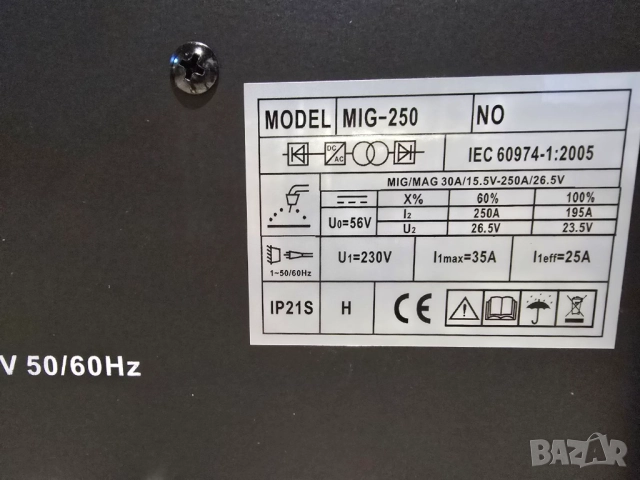 MODEL MIG-250 NO
DC AC IEC 60974-1:2005
MIG/MAG 30A/15.5V-250A/26.5V
X% 60% 100%
U0=56V I2 250A 195A
U2 26.5V 23.5V
1~50/60Hz U1=230V I1max=35A I1eff=25A
IP21S H CE
V 50/60Hz
BAZAR